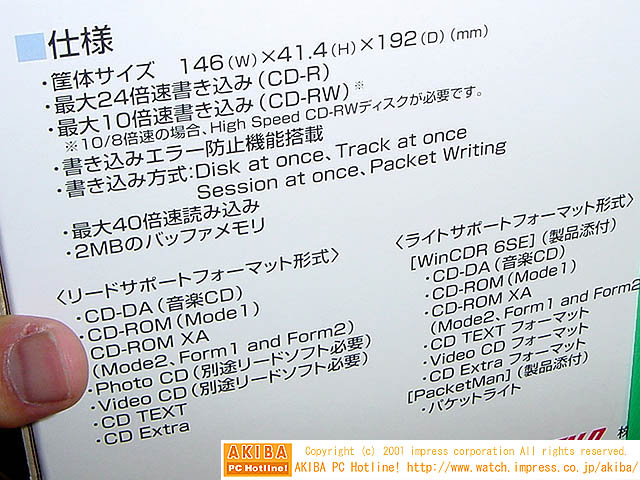 仕様
・筐体サイズ 146(W)×41.4(H)×192(D)(mm)
・最大24倍速書き込み(CD-R)
・最大10倍速書き込み(CD-RW)※
※10/8倍速の場合、High Speed CD-RWディスクが必要です。
・書き込みエラー防止機能搭載
・書き込み方式:Disk at once、Track at once
Session at once、Packet Writing
・最大40倍速読み込み
・2MBのバッファメモリ
〈リードサポートフォーマット形式〉
・CD-DA(音楽CD)
・CD-ROM(Mode1)
CD-ROM XA
(Mode2、Form1 and Form2)
・Photo CD(別途リードソフト必要)
・Video CD(別途リードソフト必要)
・CD TEXT
・CD Extra
〈ライトサポートフォーマット形式〉
[WinCDR 6SE](製品添付)
・CD-DA(音楽CD)
・CD-ROM(Mode1)
・CD-ROM XA
(Mode2、Form1 and Form2
・CD TEXT フォーマット
・Video CD フォーマット
・CD Extra フォーマット
[PacketMan](製品添付)
・パケットライト
株
AKIBA
PC Hotline!
Copyright (c) 2001 impress corporation All rights reserved.
AKIBA PC Hotline! http://www.watch.impress.co.jp/akiba/